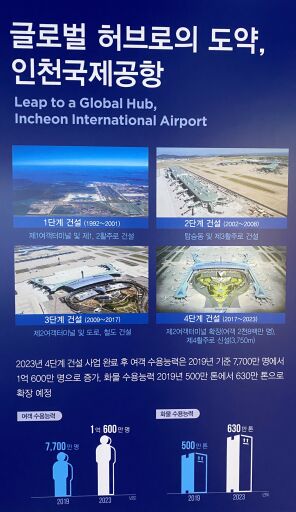 글로벌 허브로의 도약,
인천국제공항
Leap to a Global Hub,
Incheon International Airport
1단계 건설 (1992~2001)
제1여객터미널 및 제1, 2활주로 건설
2단계 건설 (2002~2008)
탑승동 및 제3활주로 건설
3단계 건설 (2009~2017)
제2여객터미널 및 도로, 철도 건설
4단계 건설 (2017~2023)
제2여객터미널 확장(여객 2천9백만 명),
제4활주로 신설(3,750m)
2023년 4단계 건설 사업 완료 후 여객 수용능력은 2019년 기준 7,700만 명에서
1억 600만 명으로 증가, 화물 수용능력 2019년 500만 톤에서 630만 톤으로
확장 예정
여객 수용능력
7,700만 명
1억 600만 명
2019
2023
화물 수용능력
500만 톤
630만 톤
2019
2023